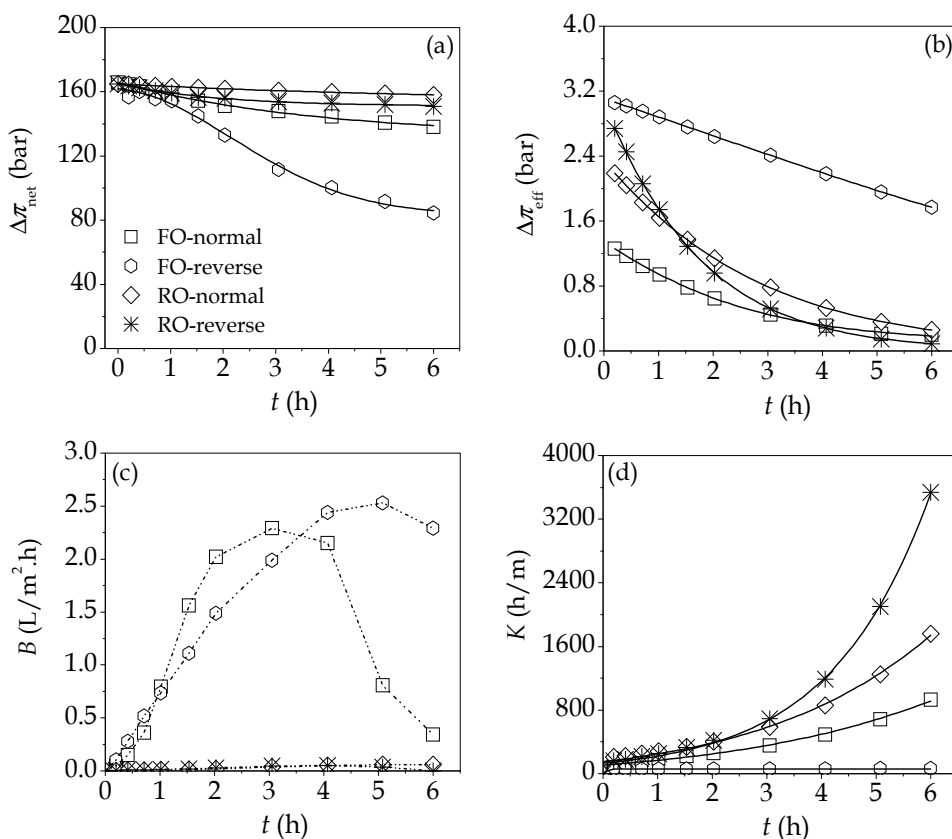 (a)
Δπnet (bar)
200
160
120
80
40
0
FO-normal
FO-reverse
RO-normal
RO-reverse
0 1 2 3 4 5 6
t (h)
(b)
Δπeff (bar)
4.0
3.2
2.4
1.6
0.8
0.0
0 1 2 3 4 5 6
t (h)
(c)
B (L/m².h)
3.0
2.5
2.0
1.5
1.0
0.5
0.0
0 1 2 3 4 5 6
t (h)
(d)
K (h/m)
4000
3200
2400
1600
800
0
0 1 2 3 4 5 6
t (h)